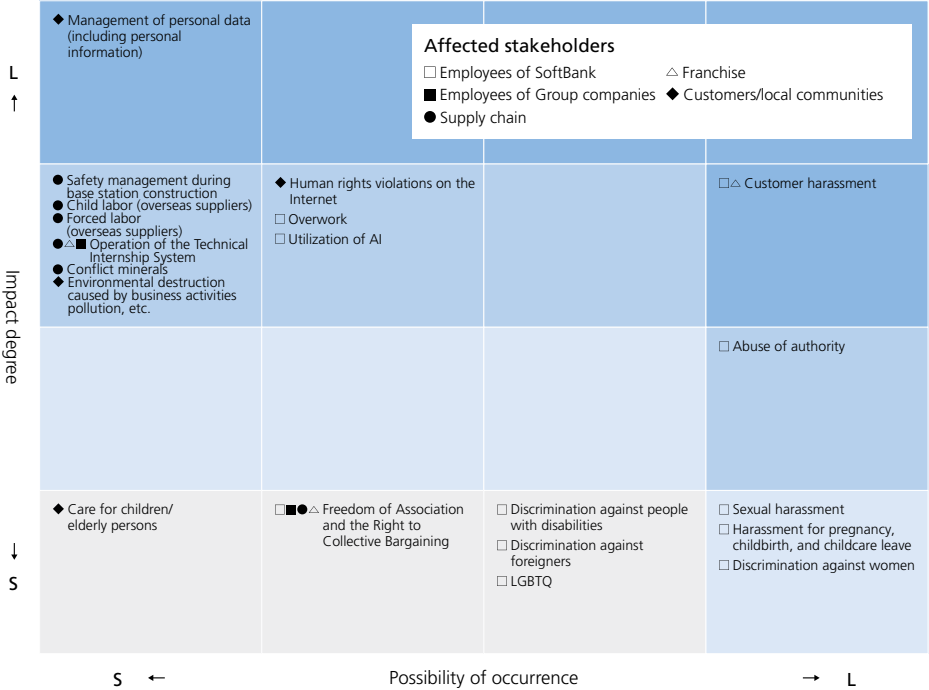 ◆ Management of personal data
(including personal
information)
Affected stakeholders
□ Employees of SoftBank △ Franchise
■ Employees of Group companies ◆ Customers/local communities
● Supply chain
L
↑
● Safety management during
base station construction
● Child labor (overseas suppliers)
● Forced labor
(overseas suppliers)
●△■ Operation of the Technical
Internship System
● Conflict minerals
◆ Environmental destruction
caused by business activities
pollution, etc.
◆ Human rights violations on the
Internet
□ Overwork
□ Utilization of AI
□△ Customer harassment
Impact degree
□ Abuse of authority
◆ Care for children/
elderly persons
□■●△ Freedom of Association
and the Right to
Collective Bargaining
□ Discrimination against people
with disabilities
□ Discrimination against
foreigners
□ LGBTQ
□ Sexual harassment
□ Harassment for pregnancy,
childbirth, and childcare leave
□ Discrimination against women
↓
S
S ← Possibility of occurrence → L